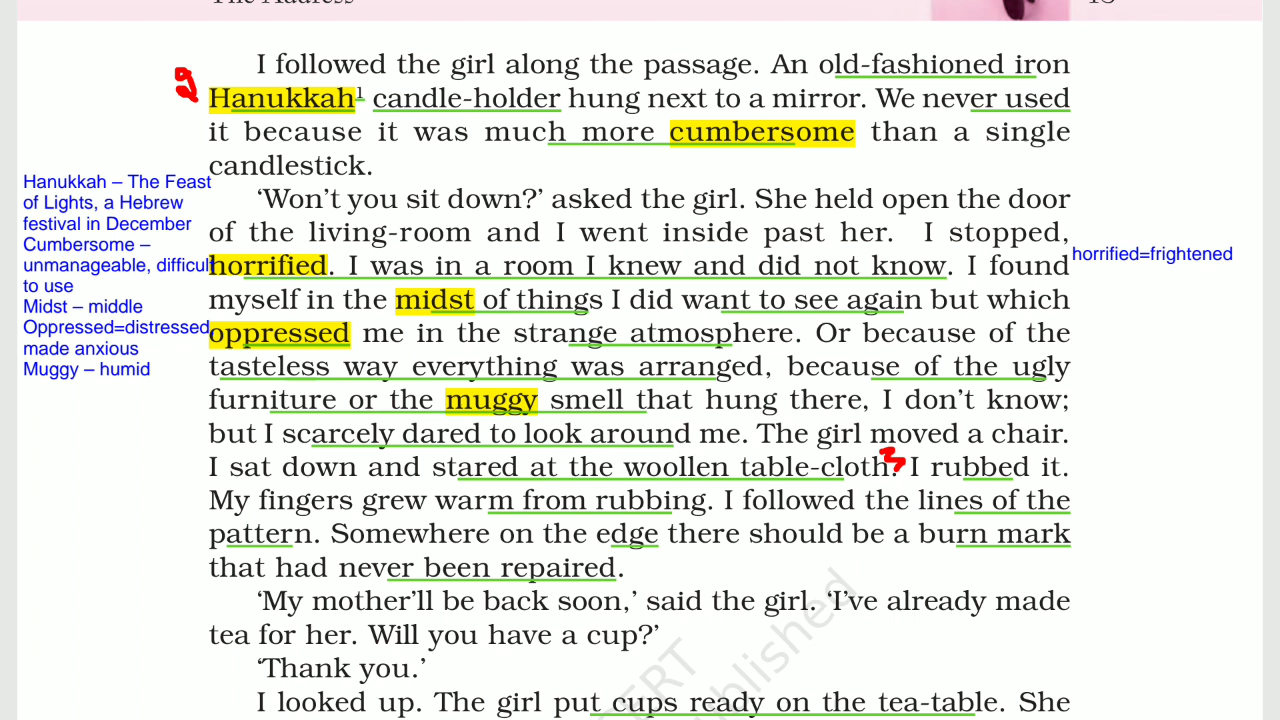 The Address
I followed the girl along the passage. An old-fashioned iron
Hanukkah¹ candle-holder hung next to a mirror. We never used
it because it was much more cumbersome than a single
candlestick.
Hanukkah – The Feast
of Lights, a Hebrew
festival in December
Cumbersome –
unmanageable, difficult
to use
Midst – middle
Oppressed=distressed
made anxious
Muggy – humid
‘Won’t you sit down?’ asked the girl. She held open the door
of the living-room and I went inside past her. I stopped,
horrified. I was in a room I knew and did not know. I found
horrified=frightened
myself in the midst of things I did want to see again but which
oppressed me in the strange atmosphere. Or because of the
tasteless way everything was arranged, because of the ugly
furniture or the muggy smell that hung there, I don’t know;
but I scarcely dared to look around me. The girl moved a chair.
I sat down and stared at the woollen table-cloth. I rubbed it.
My fingers grew warm from rubbing. I followed the lines of the
pattern. Somewhere on the edge there should be a burn mark
that had never been repaired.
‘My mother’ll be back soon,’ said the girl. ‘I’ve already made
tea for her. Will you have a cup?’
‘Thank you.’
I looked up. The girl put cups ready on the tea-table. She